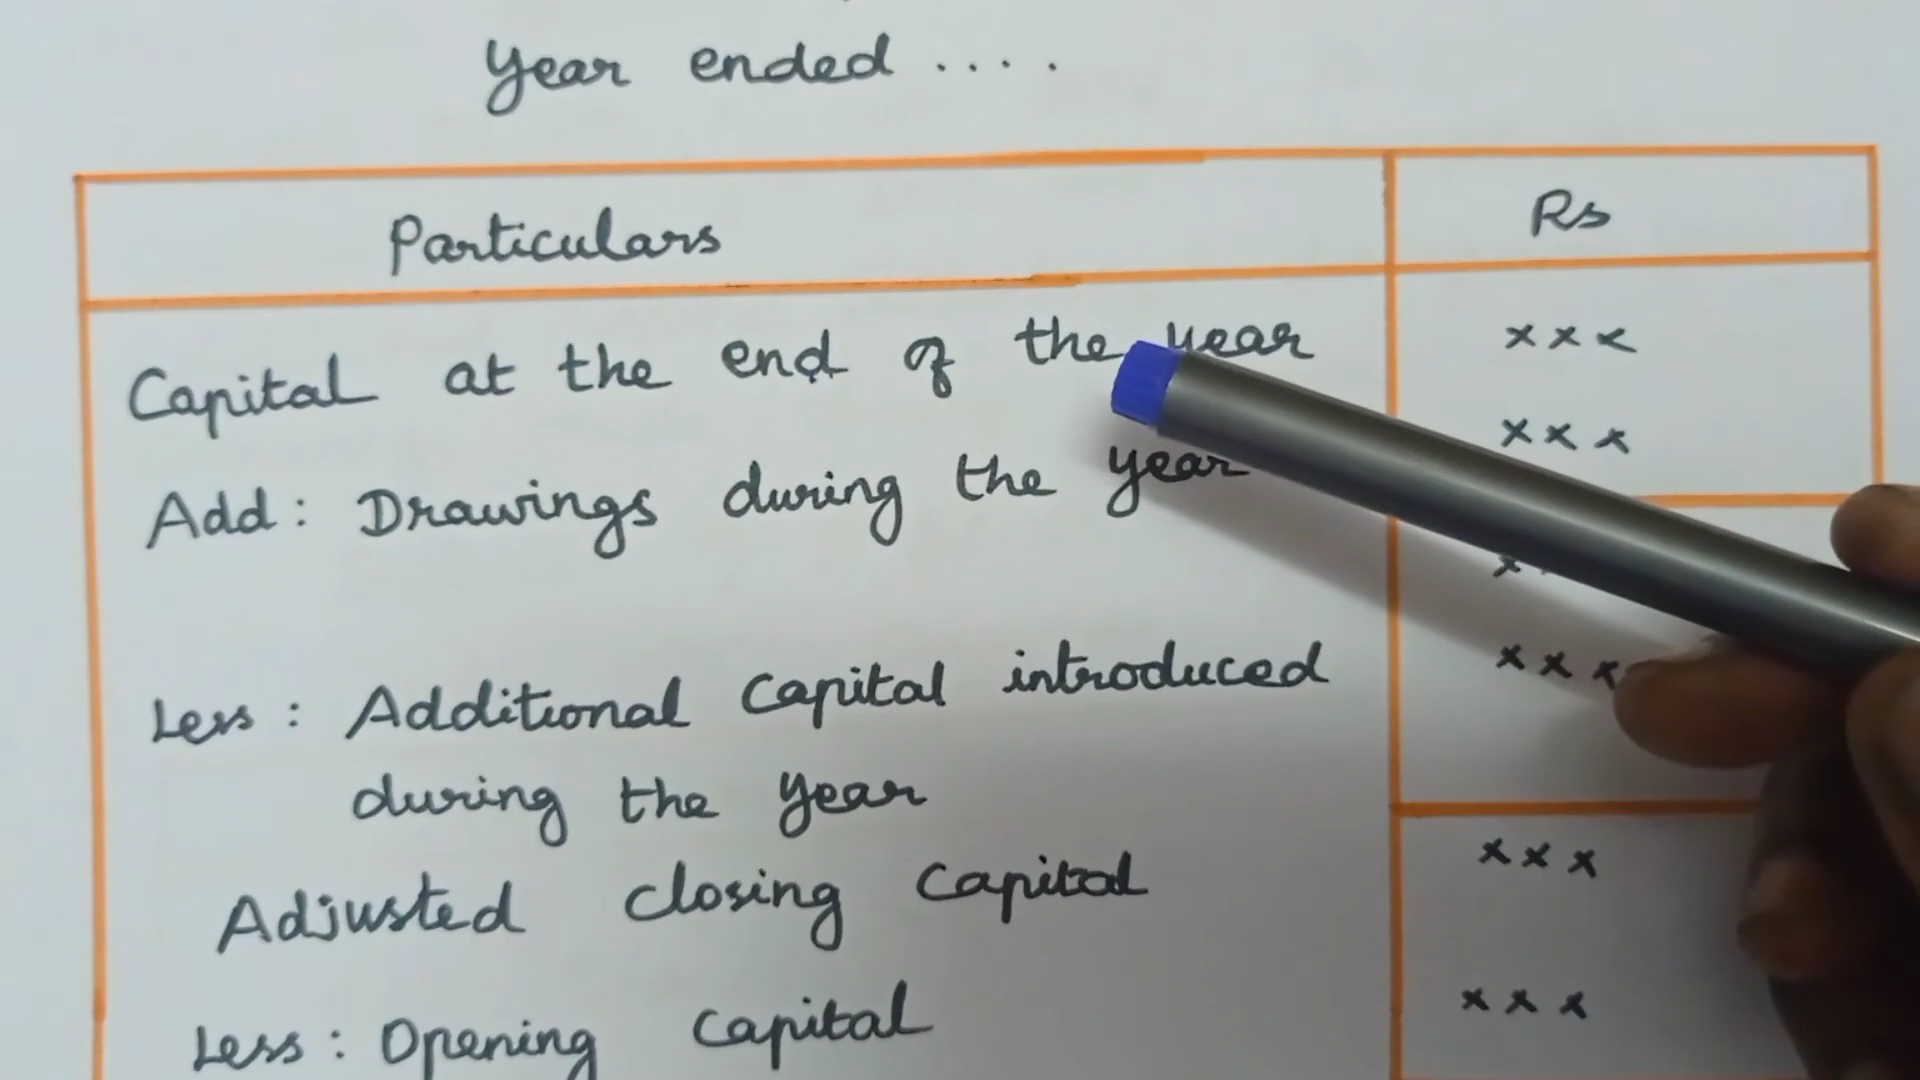 Year ended ....
Particulars Rs
Capital at the end of the year xxx
Add: Drawings during the year xxx
x
Less: Additional Capital introduced xxx
during the year
Adjusted closing Capital xxx
Less: Opening Capital xxx